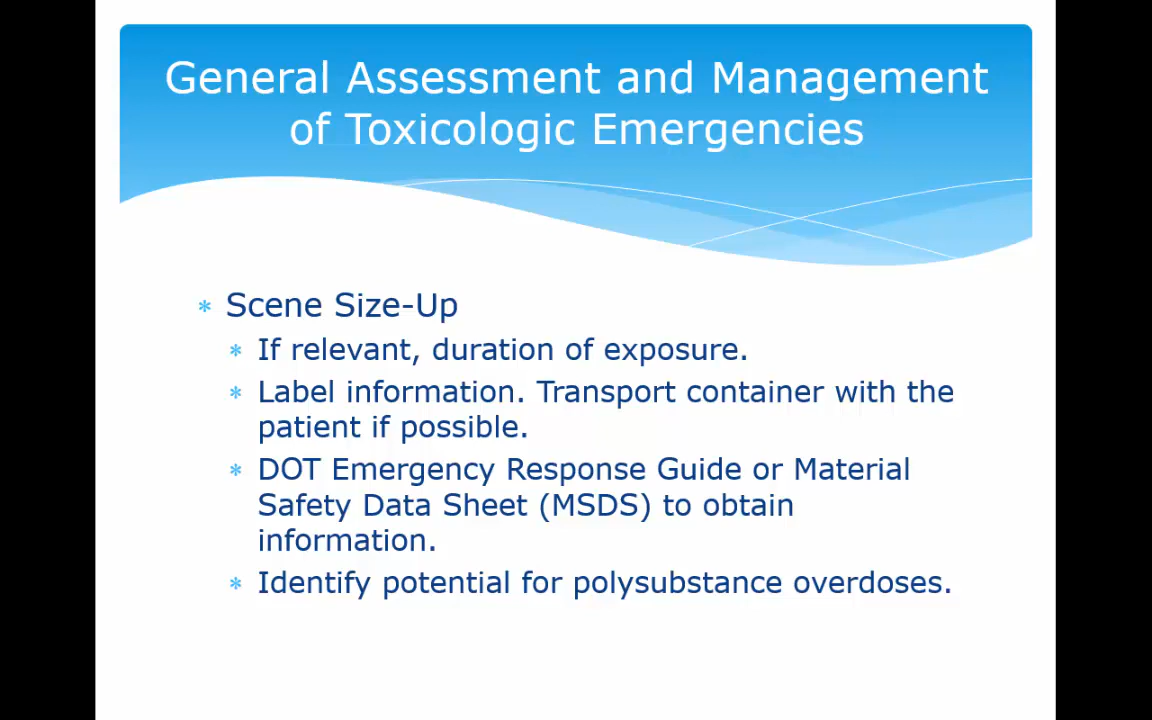 General Assessment and Management
of Toxicologic Emergencies
* Scene Size-Up
* If relevant, duration of exposure.
* Label information. Transport container with the
patient if possible.
* DOT Emergency Response Guide or Material
Safety Data Sheet (MSDS) to obtain
information.
* Identify potential for polysubstance overdoses.